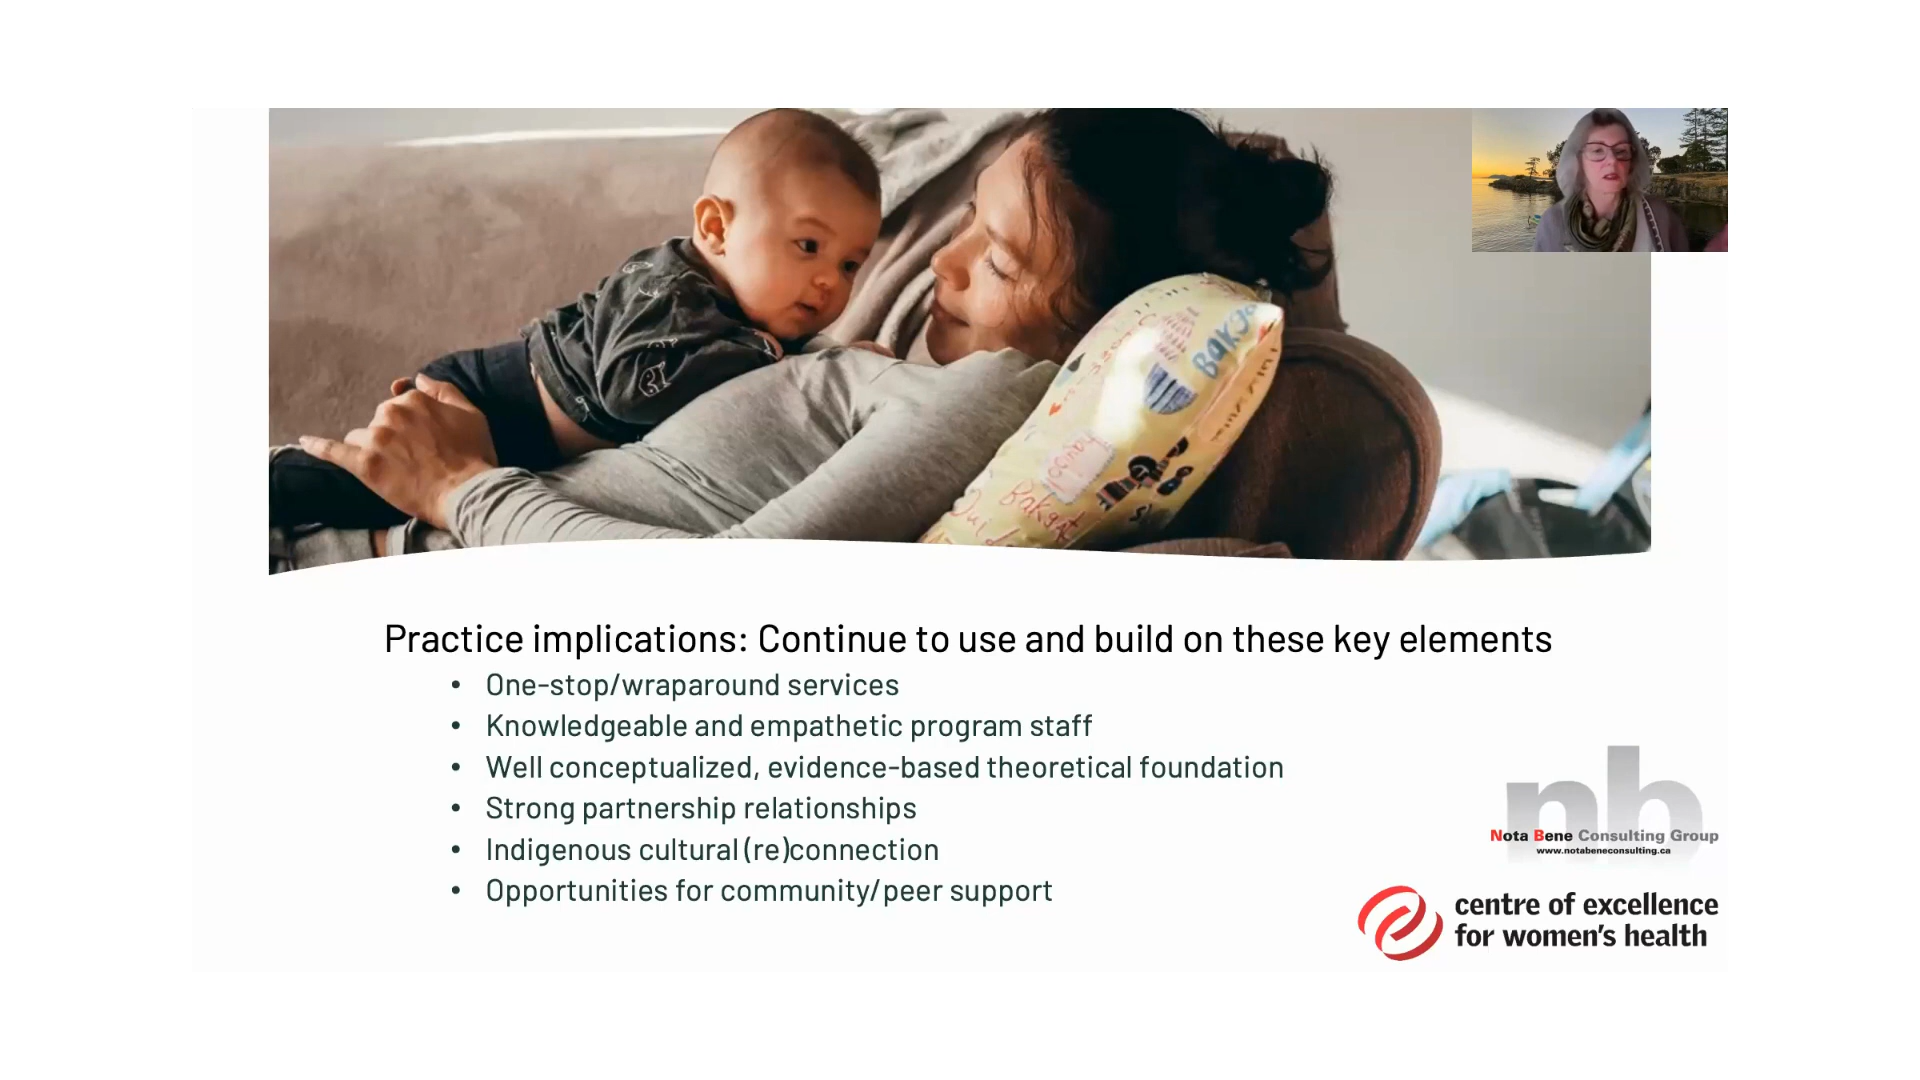 Bakgat
Bakgat
Practice implications: Continue to use and build on these key elements
• One-stop/wraparound services
• Knowledgeable and empathetic program staff
• Well conceptualized, evidence-based theoretical foundation
• Strong partnership relationships
• Indigenous cultural (re)connection
• Opportunities for community/peer support
nb
Nota Bene Consulting Group
www.notabeneconsulting.ca
centre of excellence
for women's health